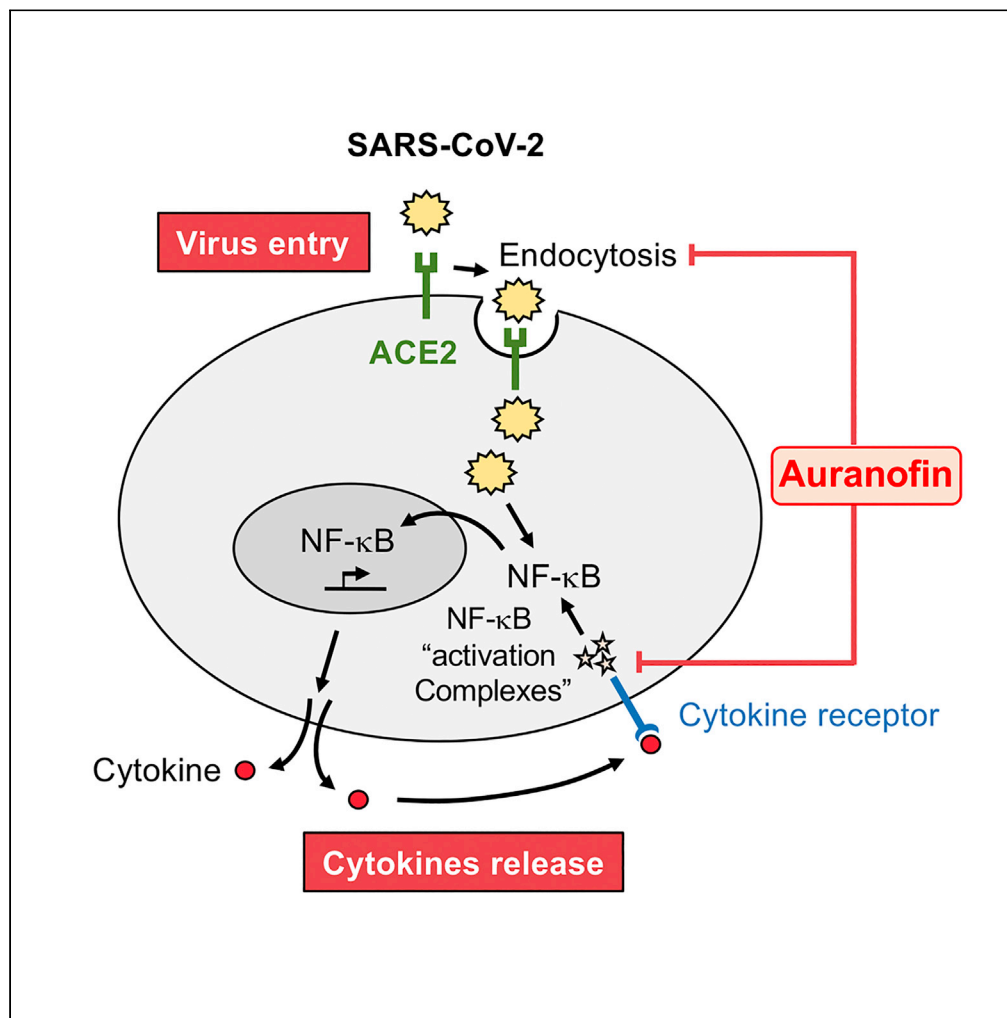 SARS-CoV-2
Virus entry
Endocytosis
ACE2
Auranofin
NF-κB
NF-κB
NF-κB
“activation
Complexes”
Cytokine receptor
Cytokine
Cytokines release